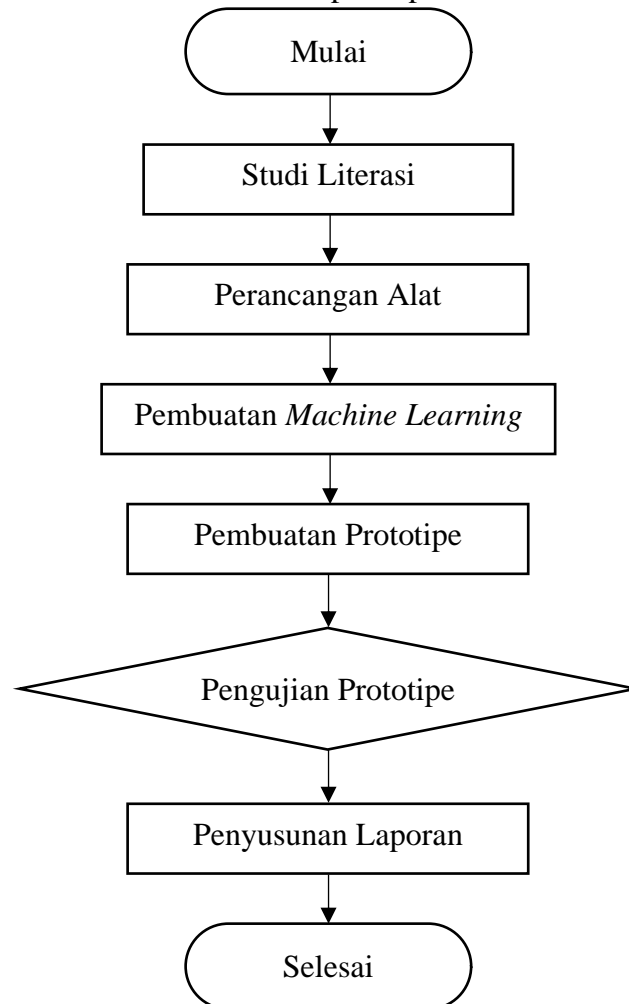 Mulai
Studi Literasi
Perancangan Alat
Pembuatan Machine Learning
Pembuatan Prototipe
Pengujian Prototipe
Penyusunan Laporan
Selesai